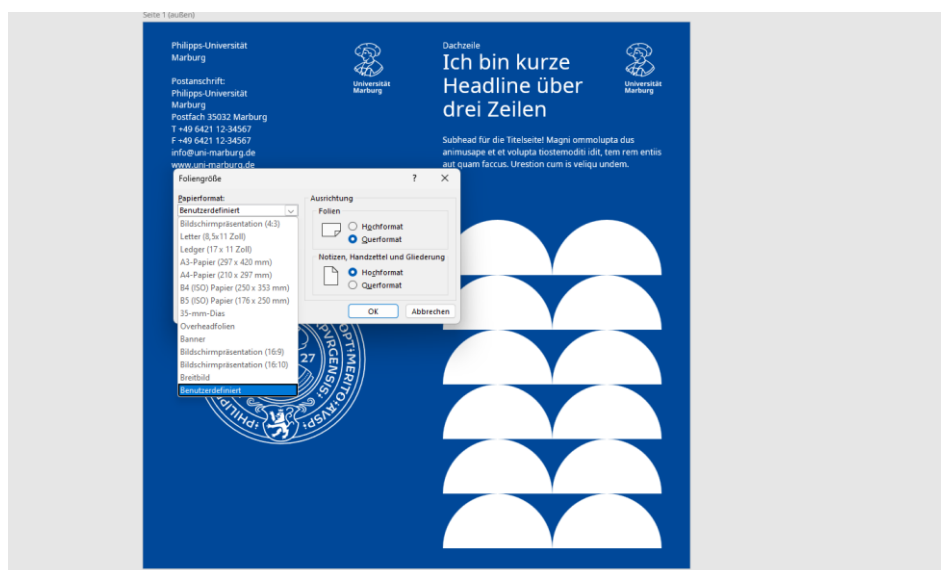 Seite 1 (außen)
Philipps-Universität
Marburg
Postanschrift:
Philipps-Universität
Marburg
Postfach 35032 Marburg
T +49 6421 12-34567
F +49 6421 12-34567
info@uni-marburg.de
www.uni-marburg.de
Universität
Marburg
Dachzeile
Ich bin kurze
Headline über
drei Zeilen
Universität
Marburg
Subhead für die Titelseite! Magni ommolupta dus
animusape et et volupta tiostemoditi idit, tem rem entiis
aut quam faccus. Urestion cum is veliqu undem.
Foliengröße
?
Papierformat:
Benutzerdefiniert
Bildschirmpräsentation (4:3)
Letter (8,5x11 Zoll)
Ledger (17 x 11 Zoll)
A3-Papier (297 x 420 mm)
A4-Papier (210 x 297 mm)
B4 (ISO) Papier (250 x 353 mm)
B5 (ISO) Papier (176 x 250 mm)
35-mm-Dias
Overheadfolien
Banner
Bildschirmpräsentation (16:9)
Bildschirmpräsentation (16:10)
Breitbild
Benutzerdefiniert
Ausrichtung
Folien
Hochformat
Querformat
Notizen, Handzettel und Gliederung
Hochformat
Querformat
OK
Abbrechen
27
OPT:MERITO:AVSP